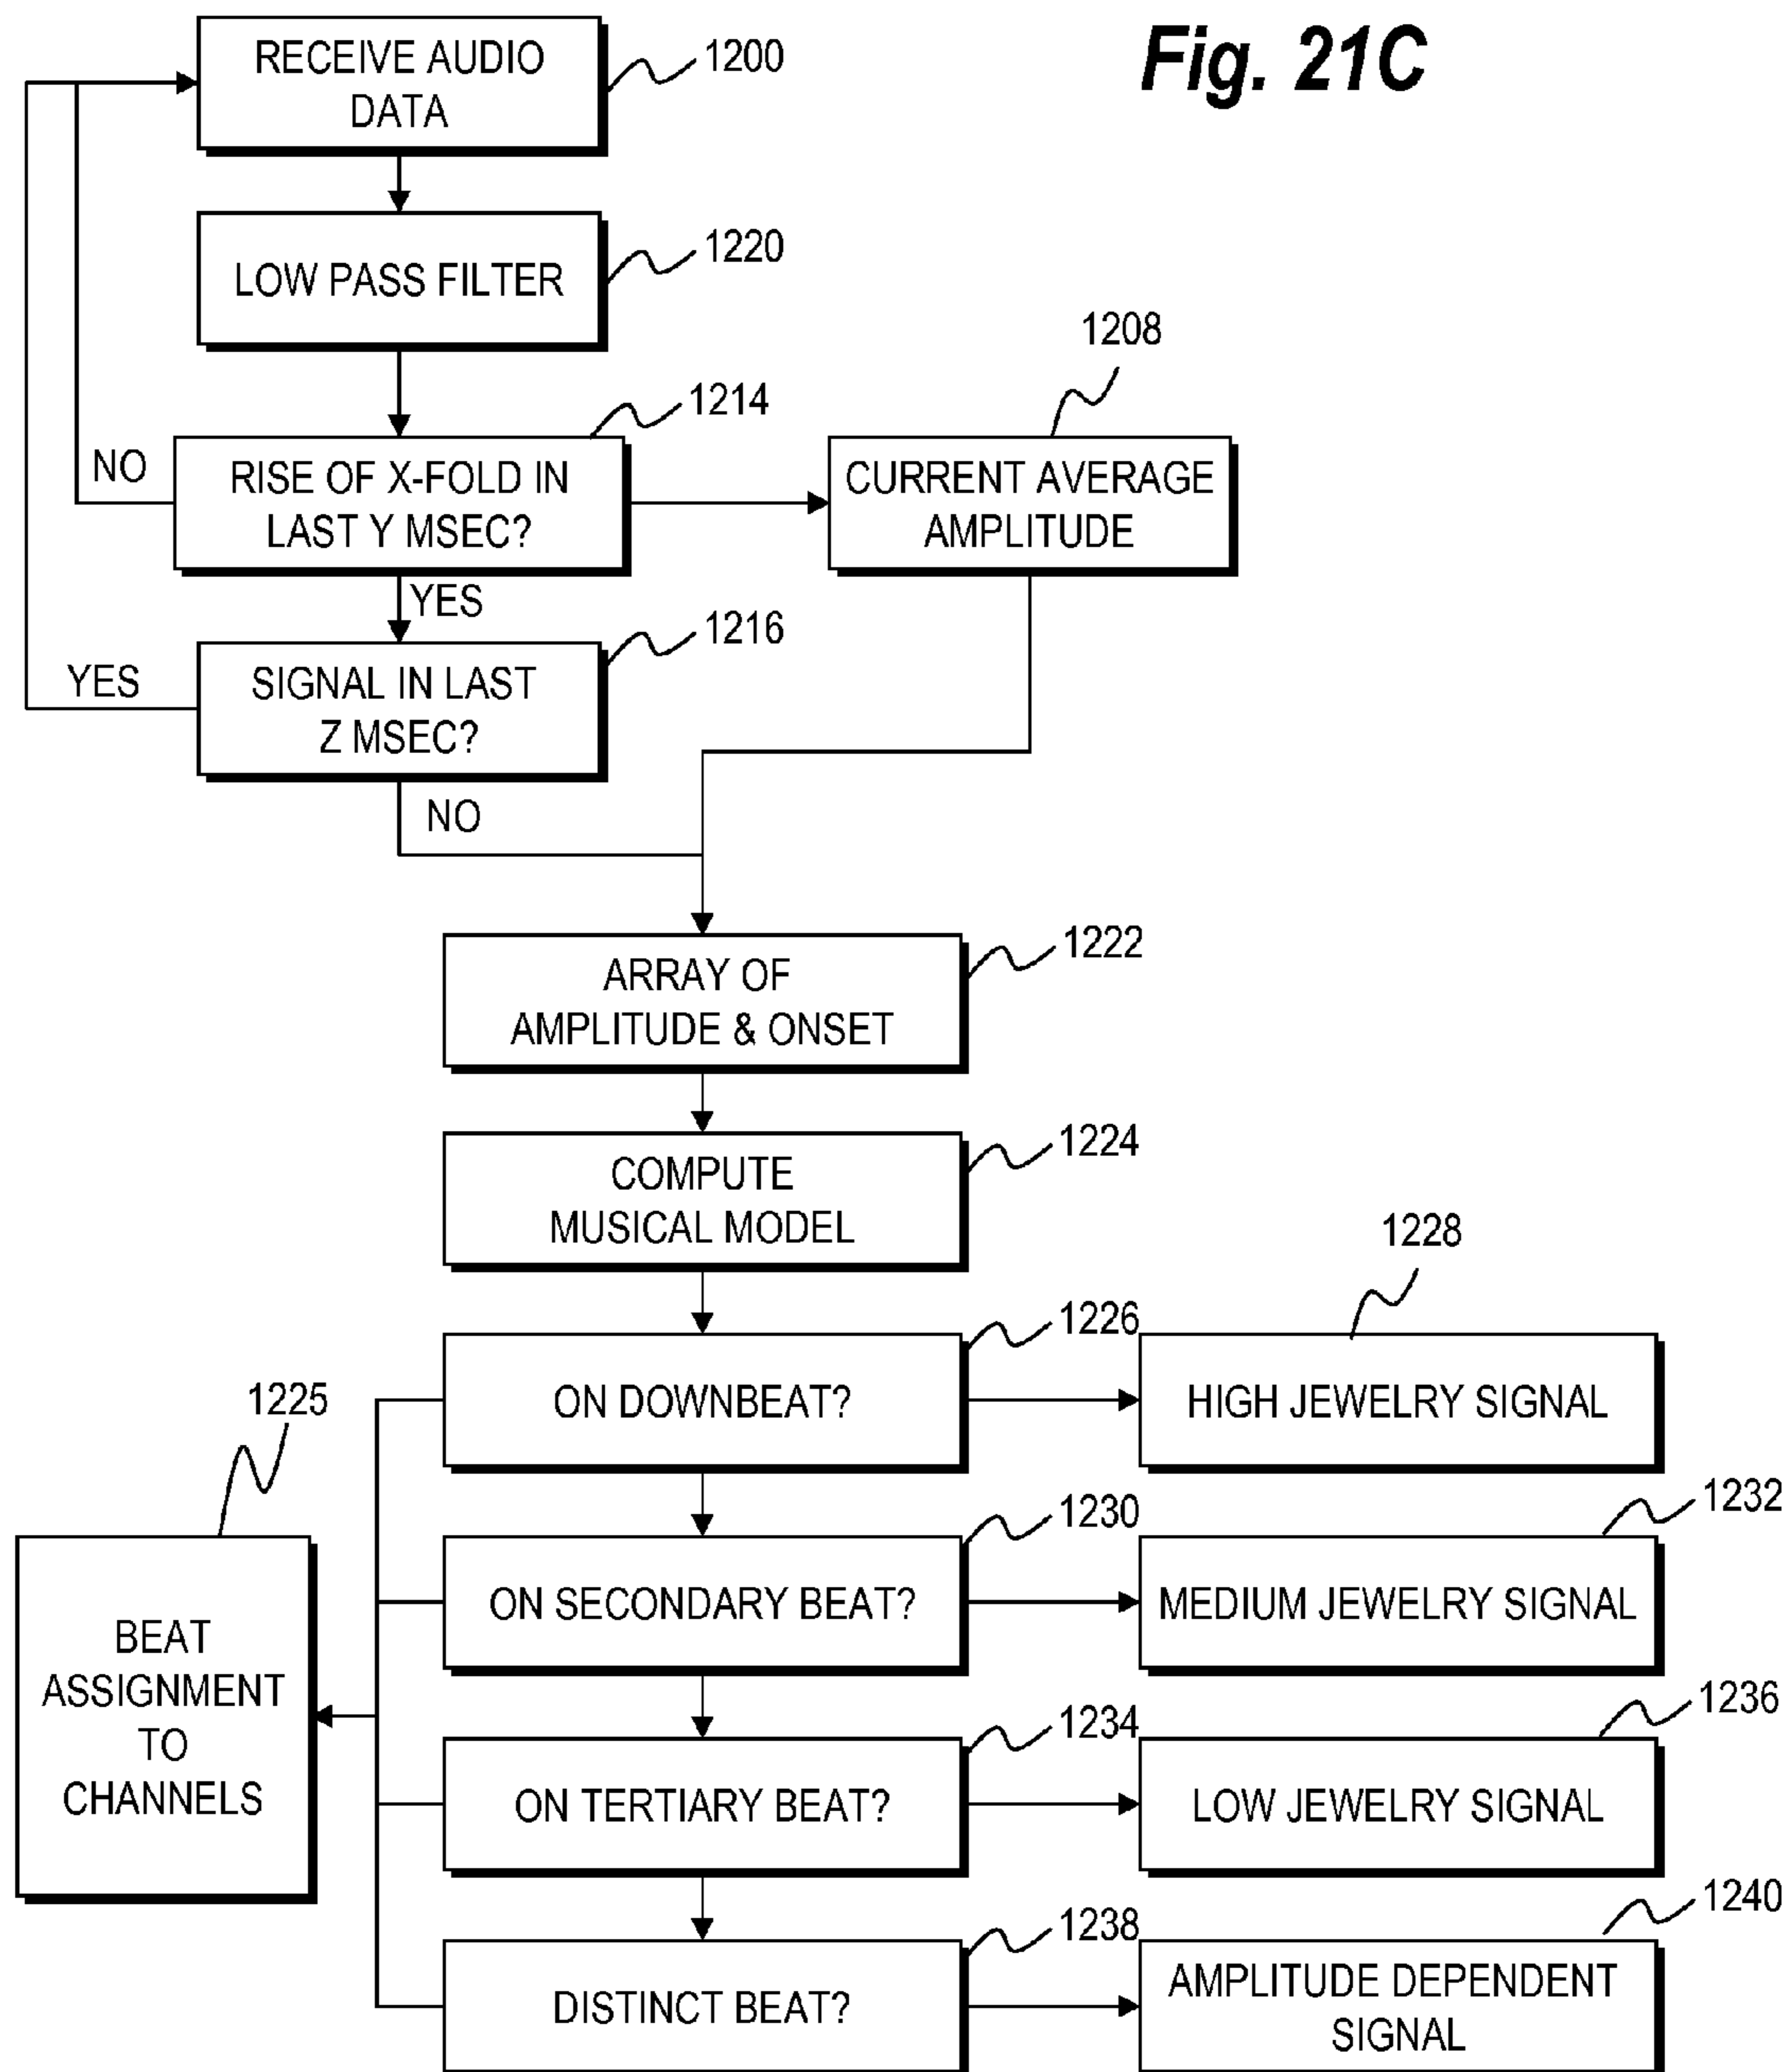 Fig. 21C
RECEIVE AUDIO
DATA
1200
LOW PASS FILTER
1220
1208
1214
NO
RISE OF X-FOLD IN
LAST Y MSEC?
CURRENT AVERAGE
AMPLITUDE
YES
1216
YES
SIGNAL IN LAST
Z MSEC?
NO
1222
ARRAY OF
AMPLITUDE & ONSET
1224
COMPUTE
MUSICAL MODEL
1228
1226
1225
ON DOWNBEAT?
HIGH JEWELRY SIGNAL
1230
1232
ON SECONDARY BEAT?
MEDIUM JEWELRY SIGNAL
BEAT
ASSIGNMENT
TO
CHANNELS
1234
1236
ON TERTIARY BEAT?
LOW JEWELRY SIGNAL
1238
1240
DISTINCT BEAT?
AMPLITUDE DEPENDENT
SIGNAL